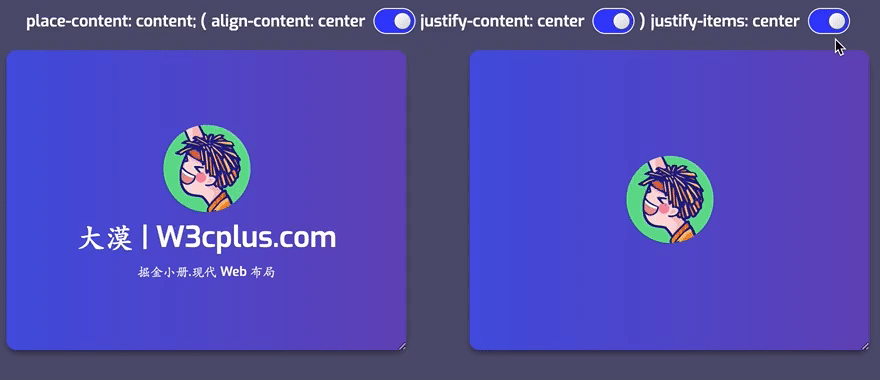 place-content: content; ( align-content: center justify-content: center ) justify-items: center
大漠 | W3cplus.com
掘金小册.现代 Web 布局